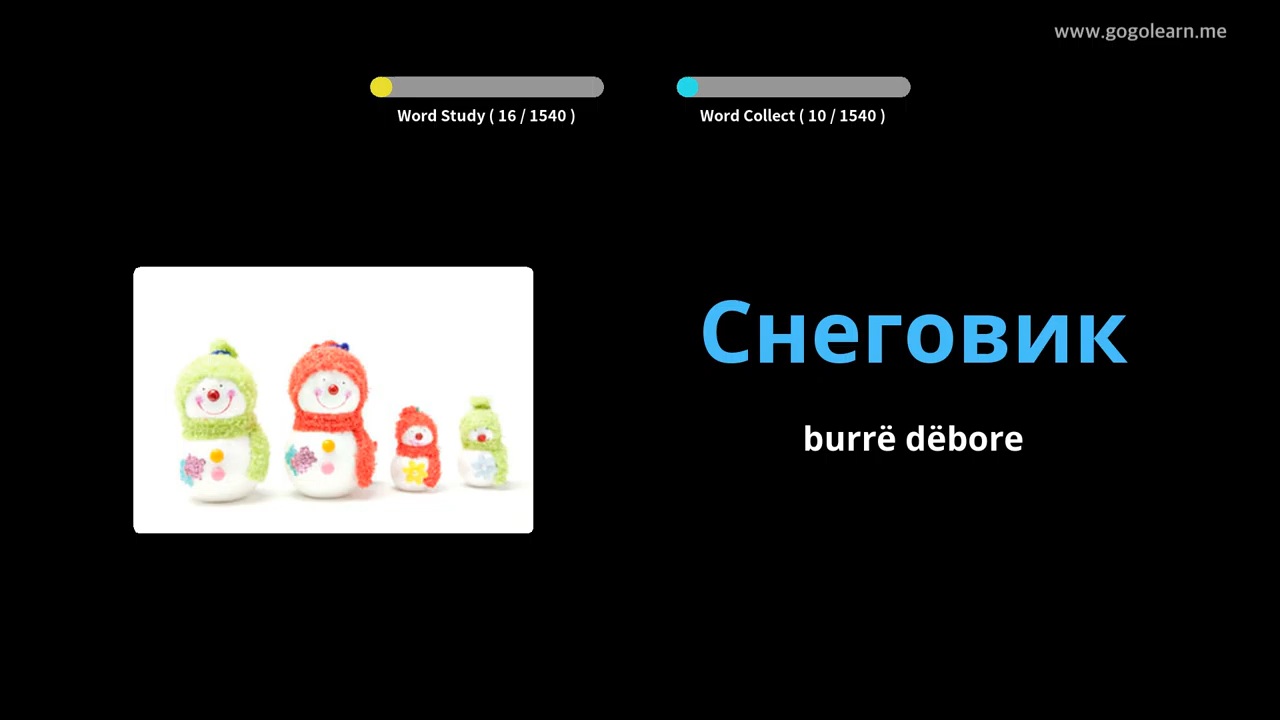 www.gogolearn.me
Word Study ( 16 / 1540 )
Word Collect ( 10 / 1540 )
Снеговик
burrë dëbore